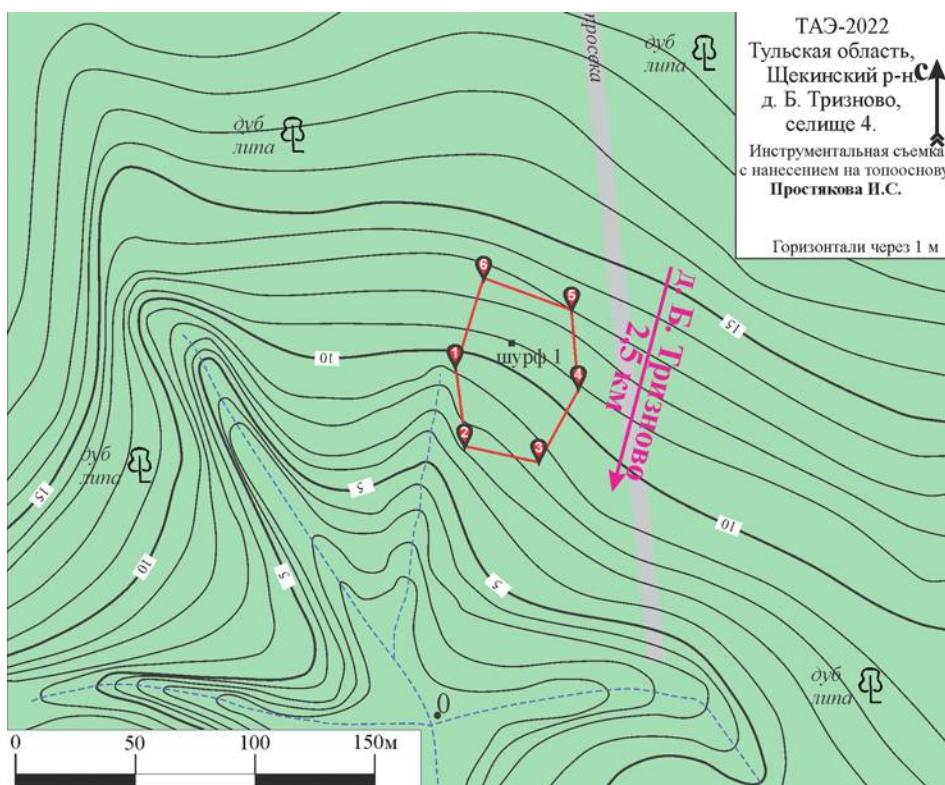 ТАЭ-2022
Тульская область,
Щекинский р-н.
д. Б. Тризново,
селище 4.
С
Инструментальная съемка
с нанесением на топооснову
Простякова И.С.
Горизонтали через 1 м
просека
дуб
липа
дуб
липа
6
5
15
д. Б. Тризново
2,5 км
шурф 1
10
1
4
2
3
дуб
липа
15
5
10
10
5
5
дуб
липа
0
0 50 100 150м